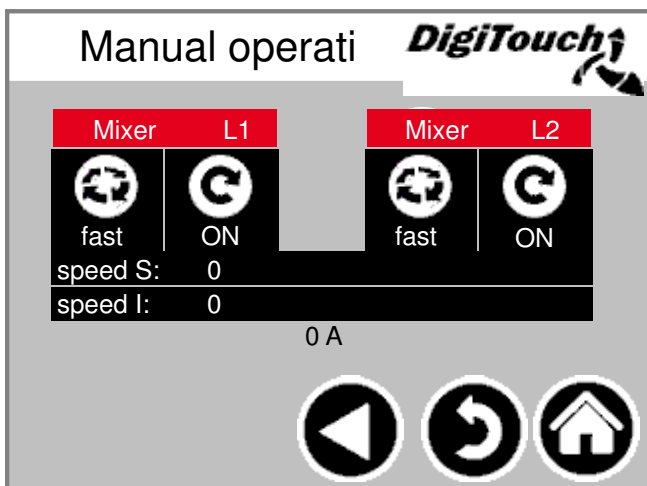 Manual operati DigiTouch
Mixer L1 Mixer L2
fast ON fast ON
speed S: 0
speed I: 0
0 A